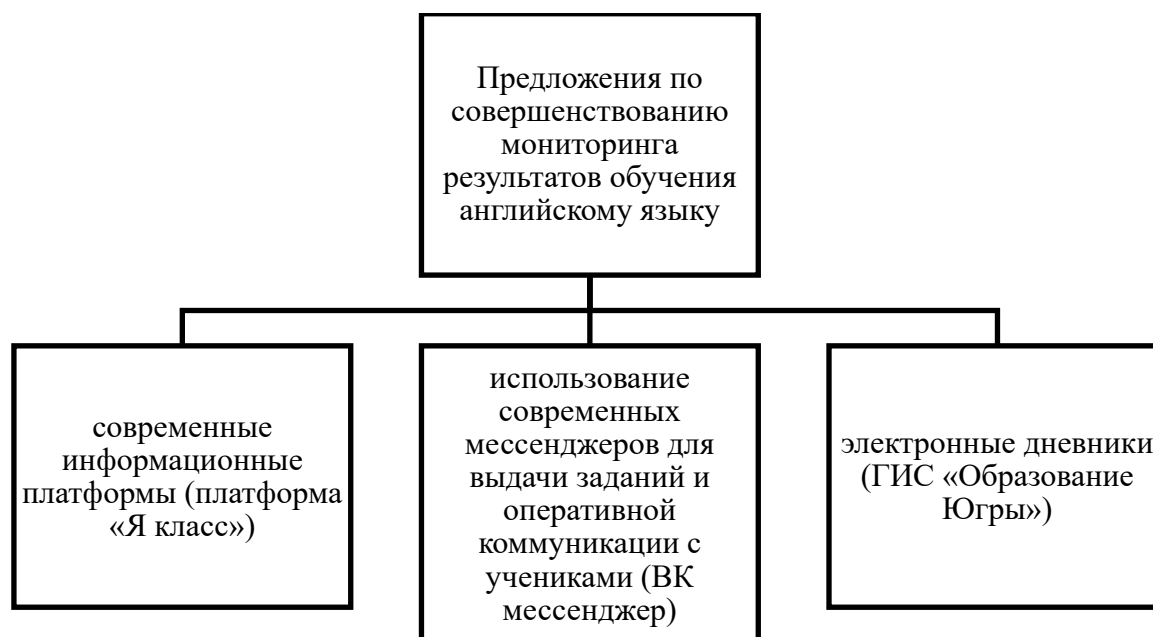 Предложения по
совершенствованию
мониторинга
результатов обучения
английскому языку
современные
информационные
платформы (платформа
«Я класс»)
использование
современных
мессенджеров для
выдачи заданий и
оперативной
коммуникации с
учениками (ВК
мессенджер)
электронные дневники
(ГИС «Образование
Югры»)